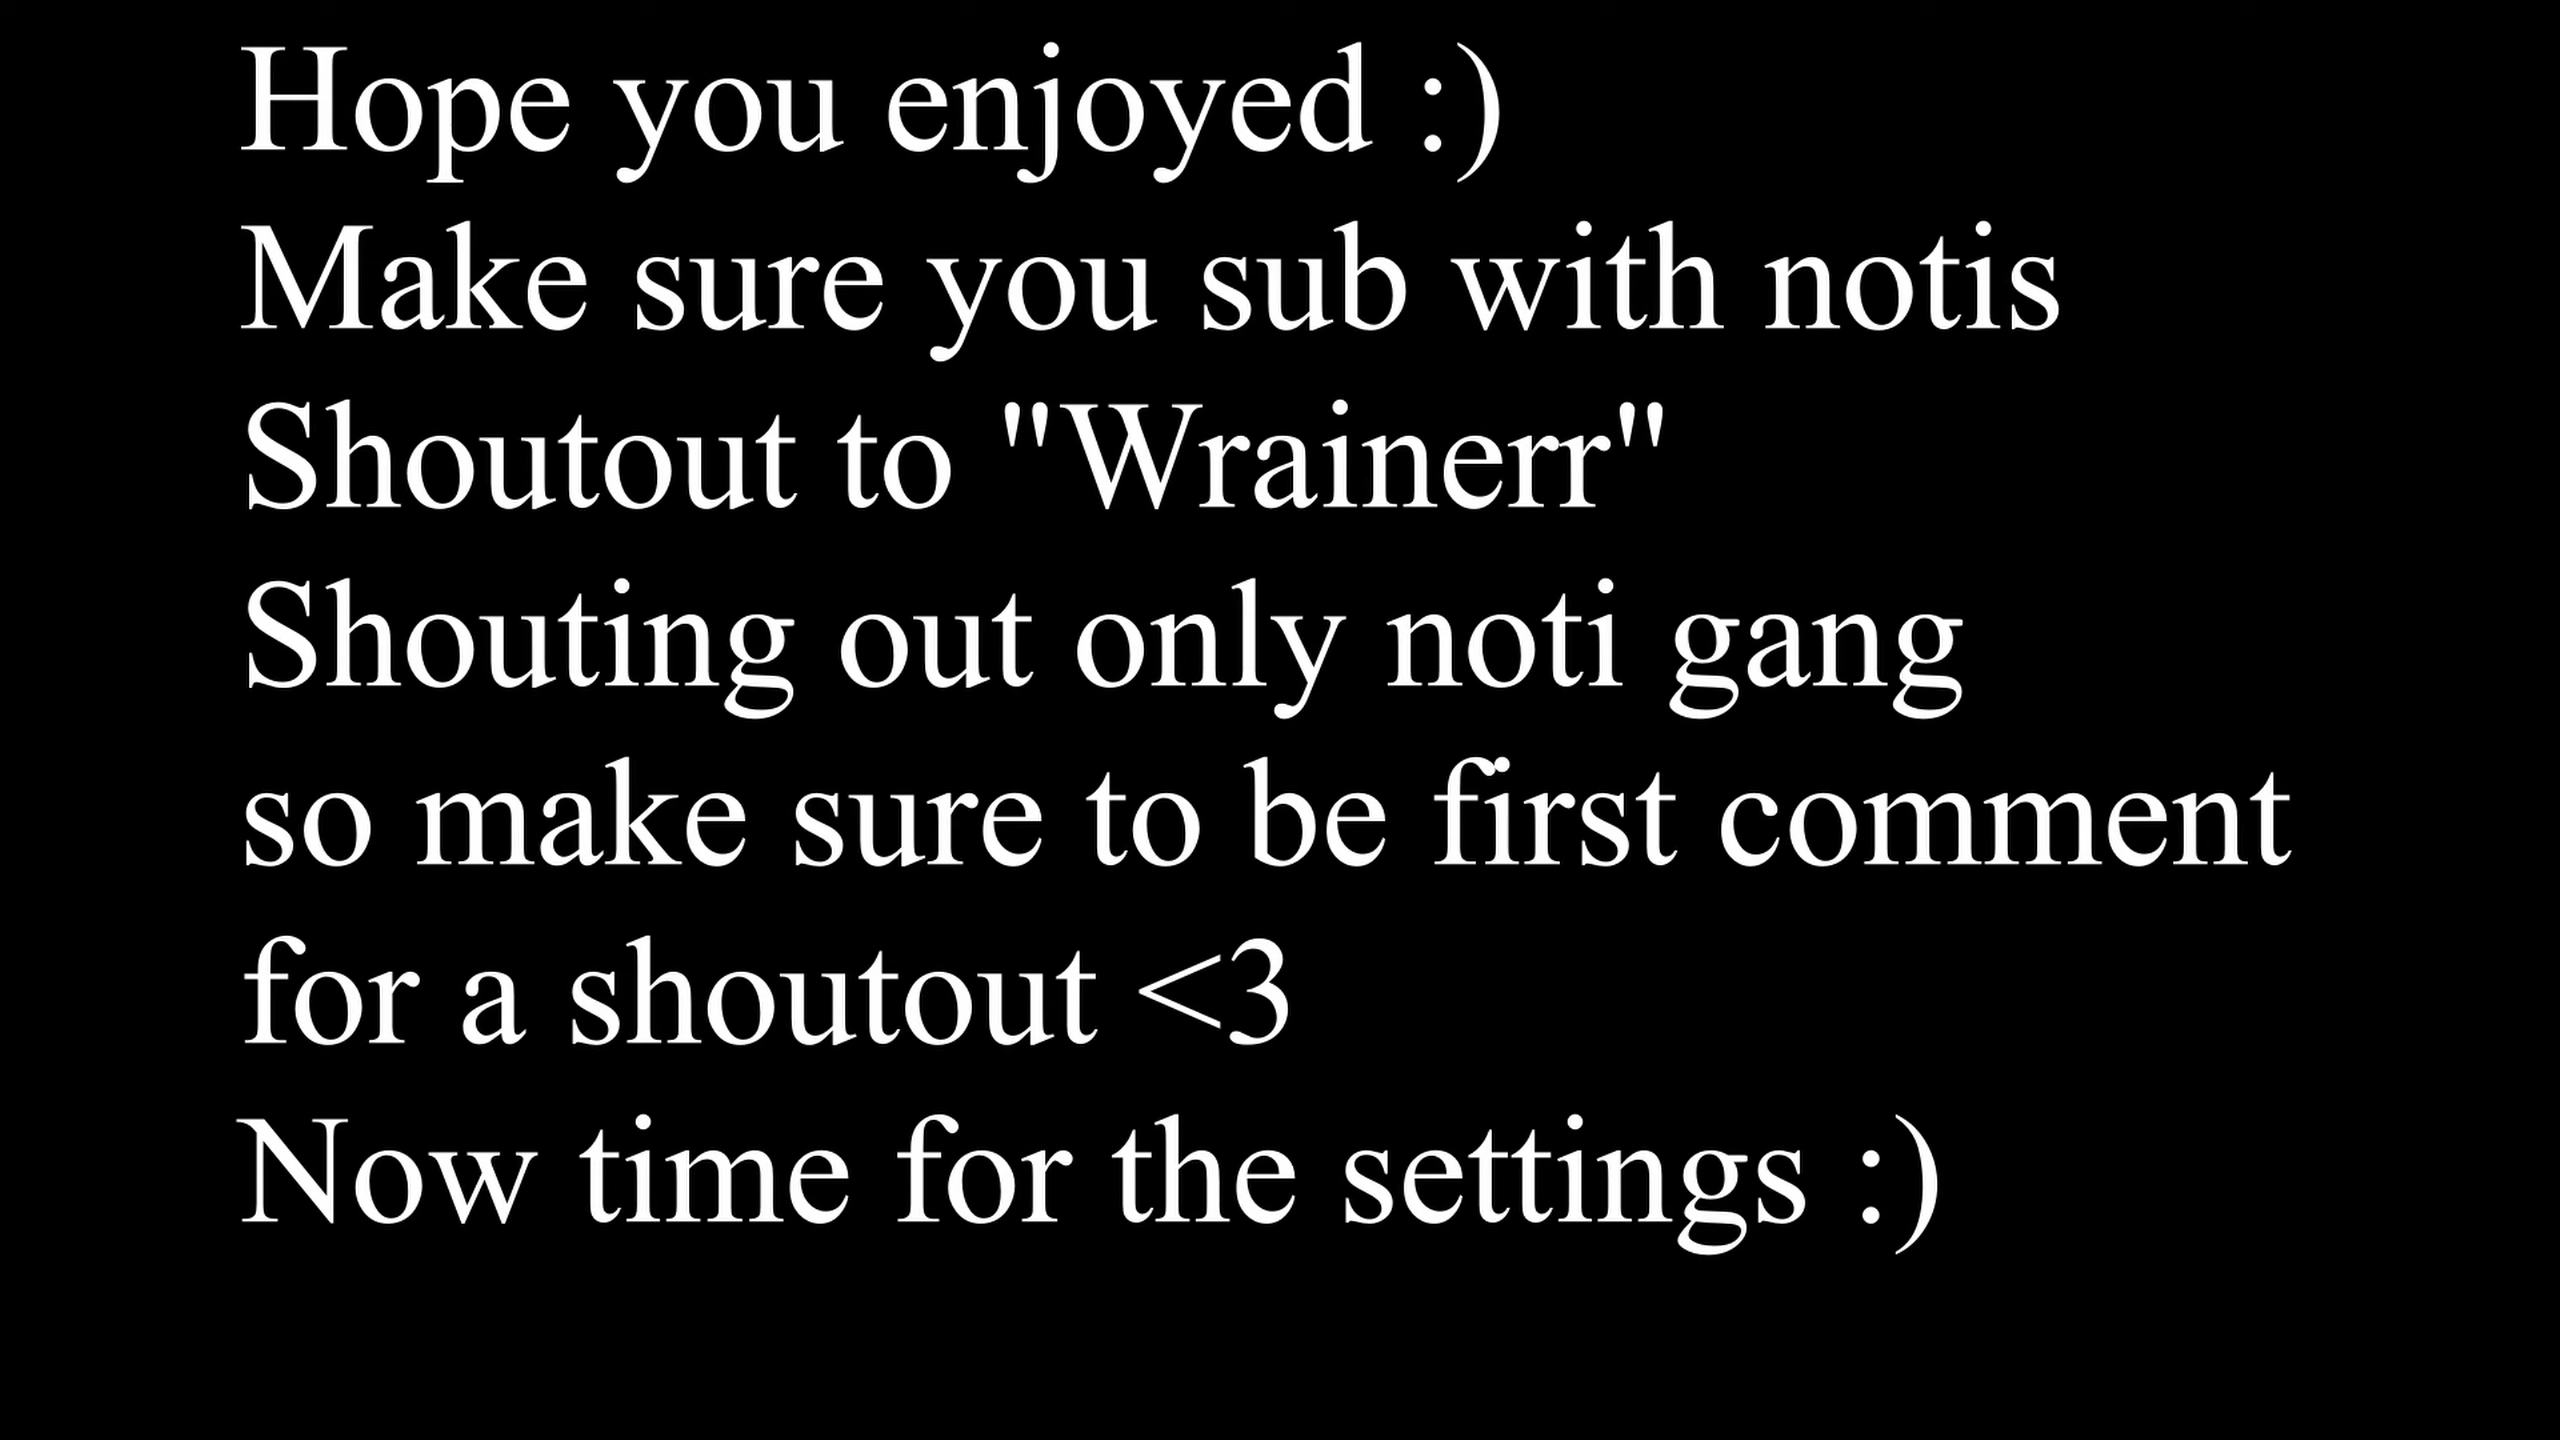 Hope you enjoyed :)
Make sure you sub with notis
Shoutout to "Wrainerr"
Shouting out only noti gang
so make sure to be first comment
for a shoutout <3
Now time for the settings :)